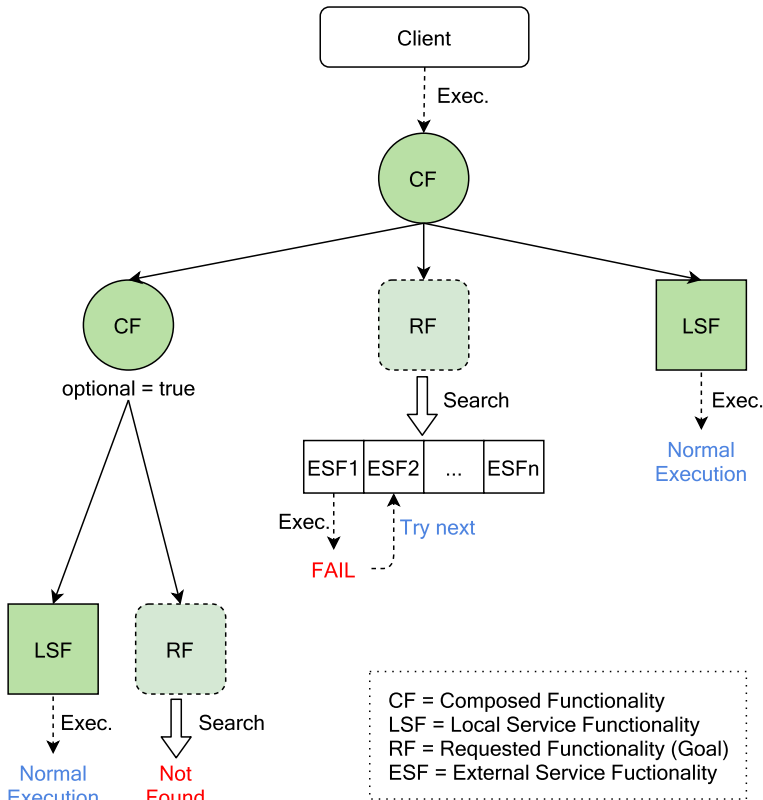 Client
Exec.
CF
CF
RF
LSF
optional = true
Search
Exec.
Normal
Execution
ESF1
ESF2
...
ESFn
Exec.
Try next
FAIL
LSF
RF
Exec.
Search
Normal
Execution
Not
Found
CF = Composed Functionality
LSF = Local Service Functionality
RF = Requested Functionality (Goal)
ESF = External Service Fuctionality